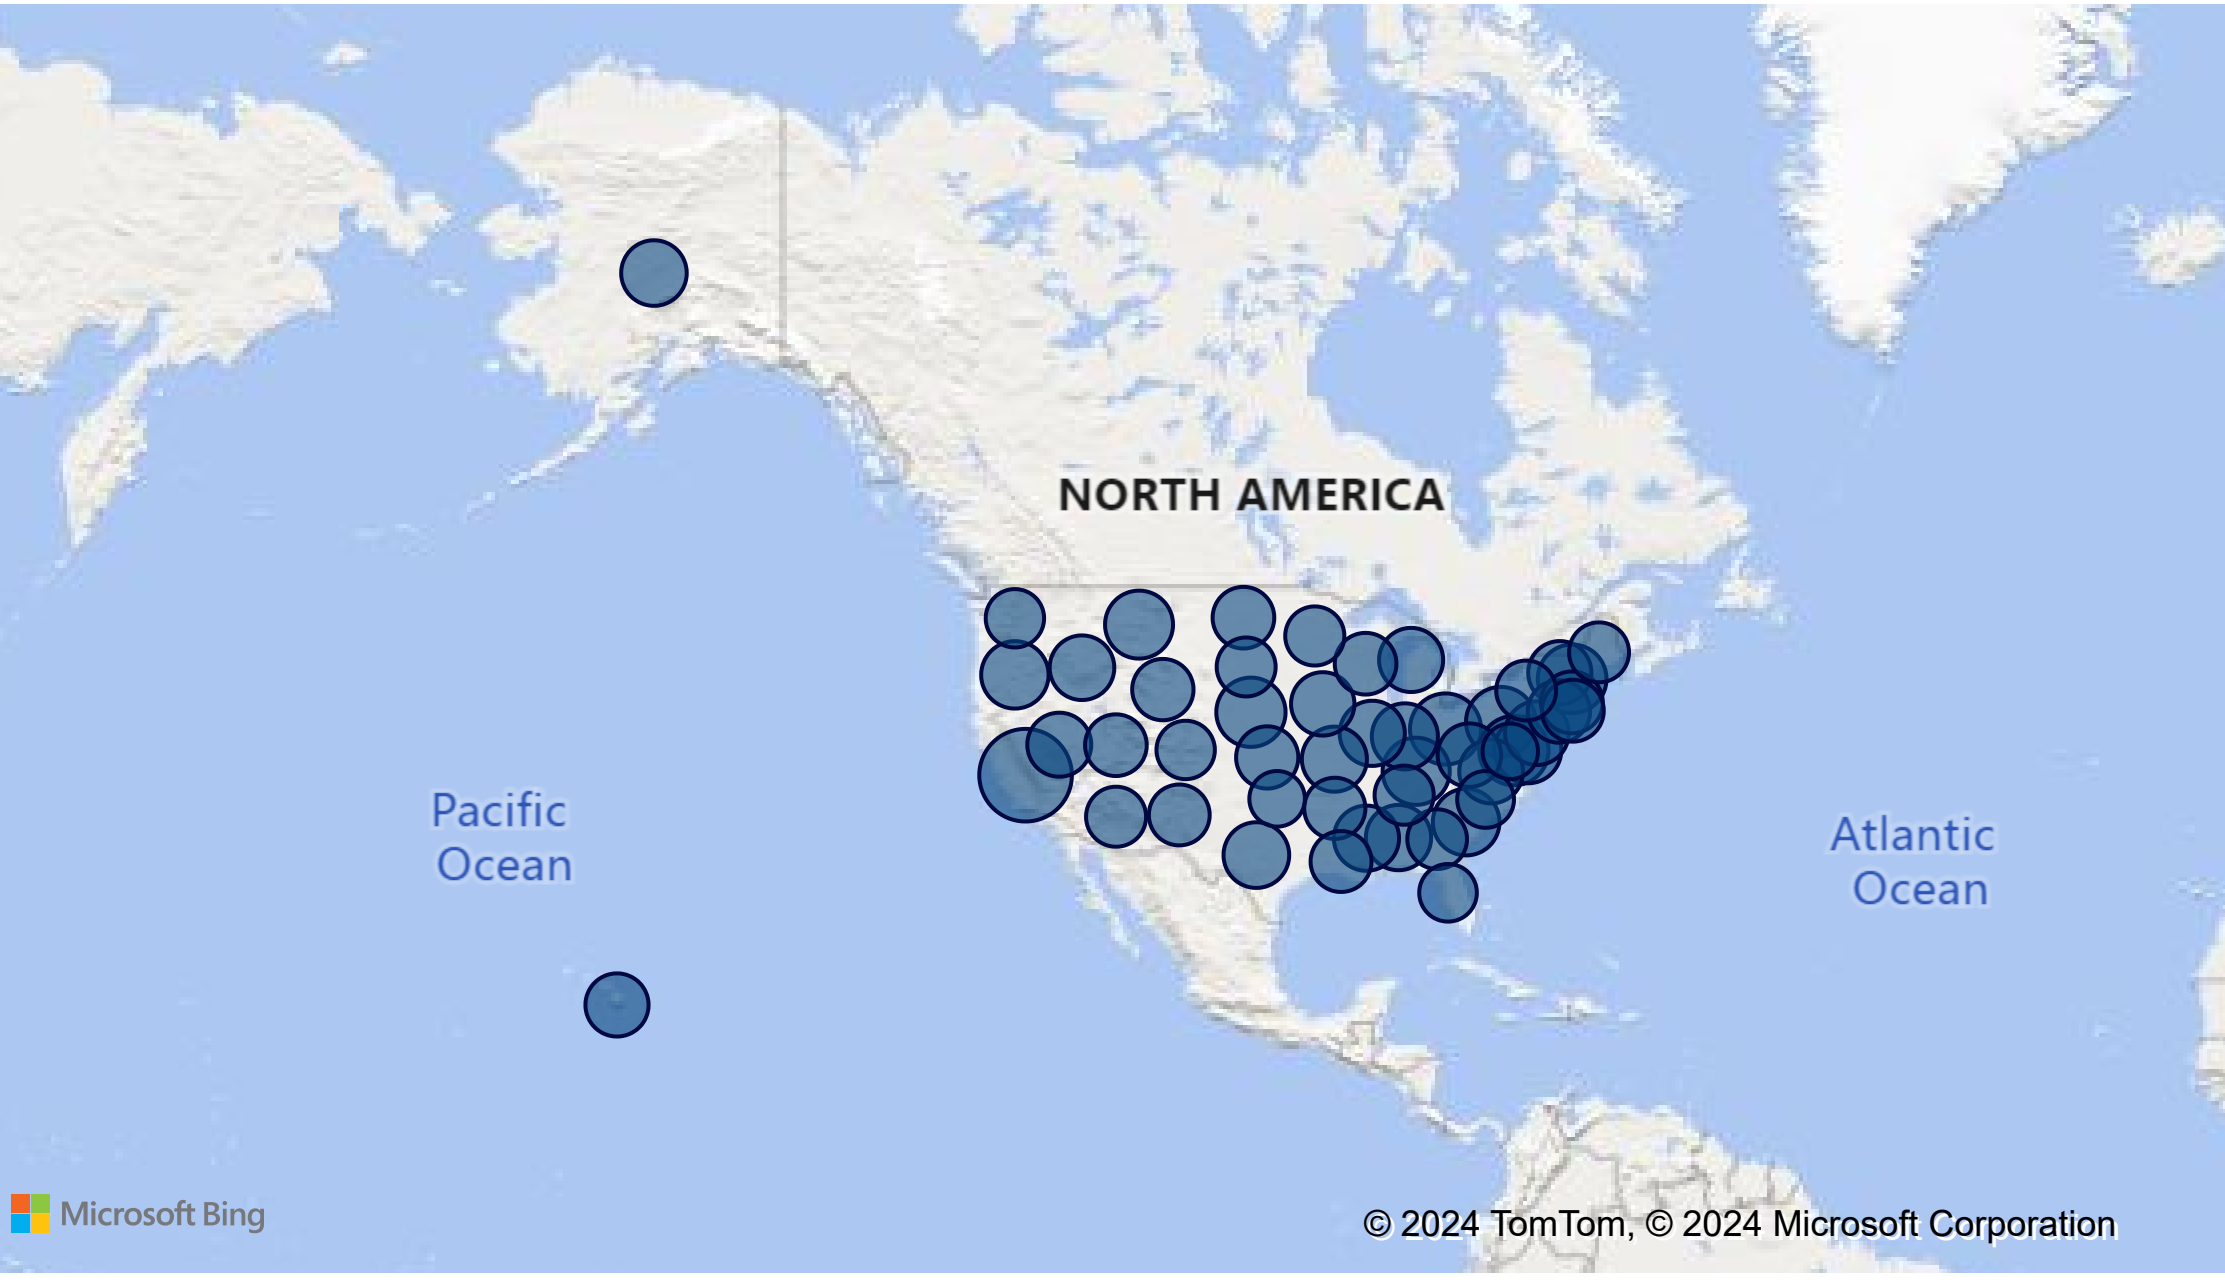 NORTH AMERICA
Pacific
Ocean
Atlantic
Ocean
Microsoft Bing
© 2024 TomTom, © 2024 Microsoft Corporation